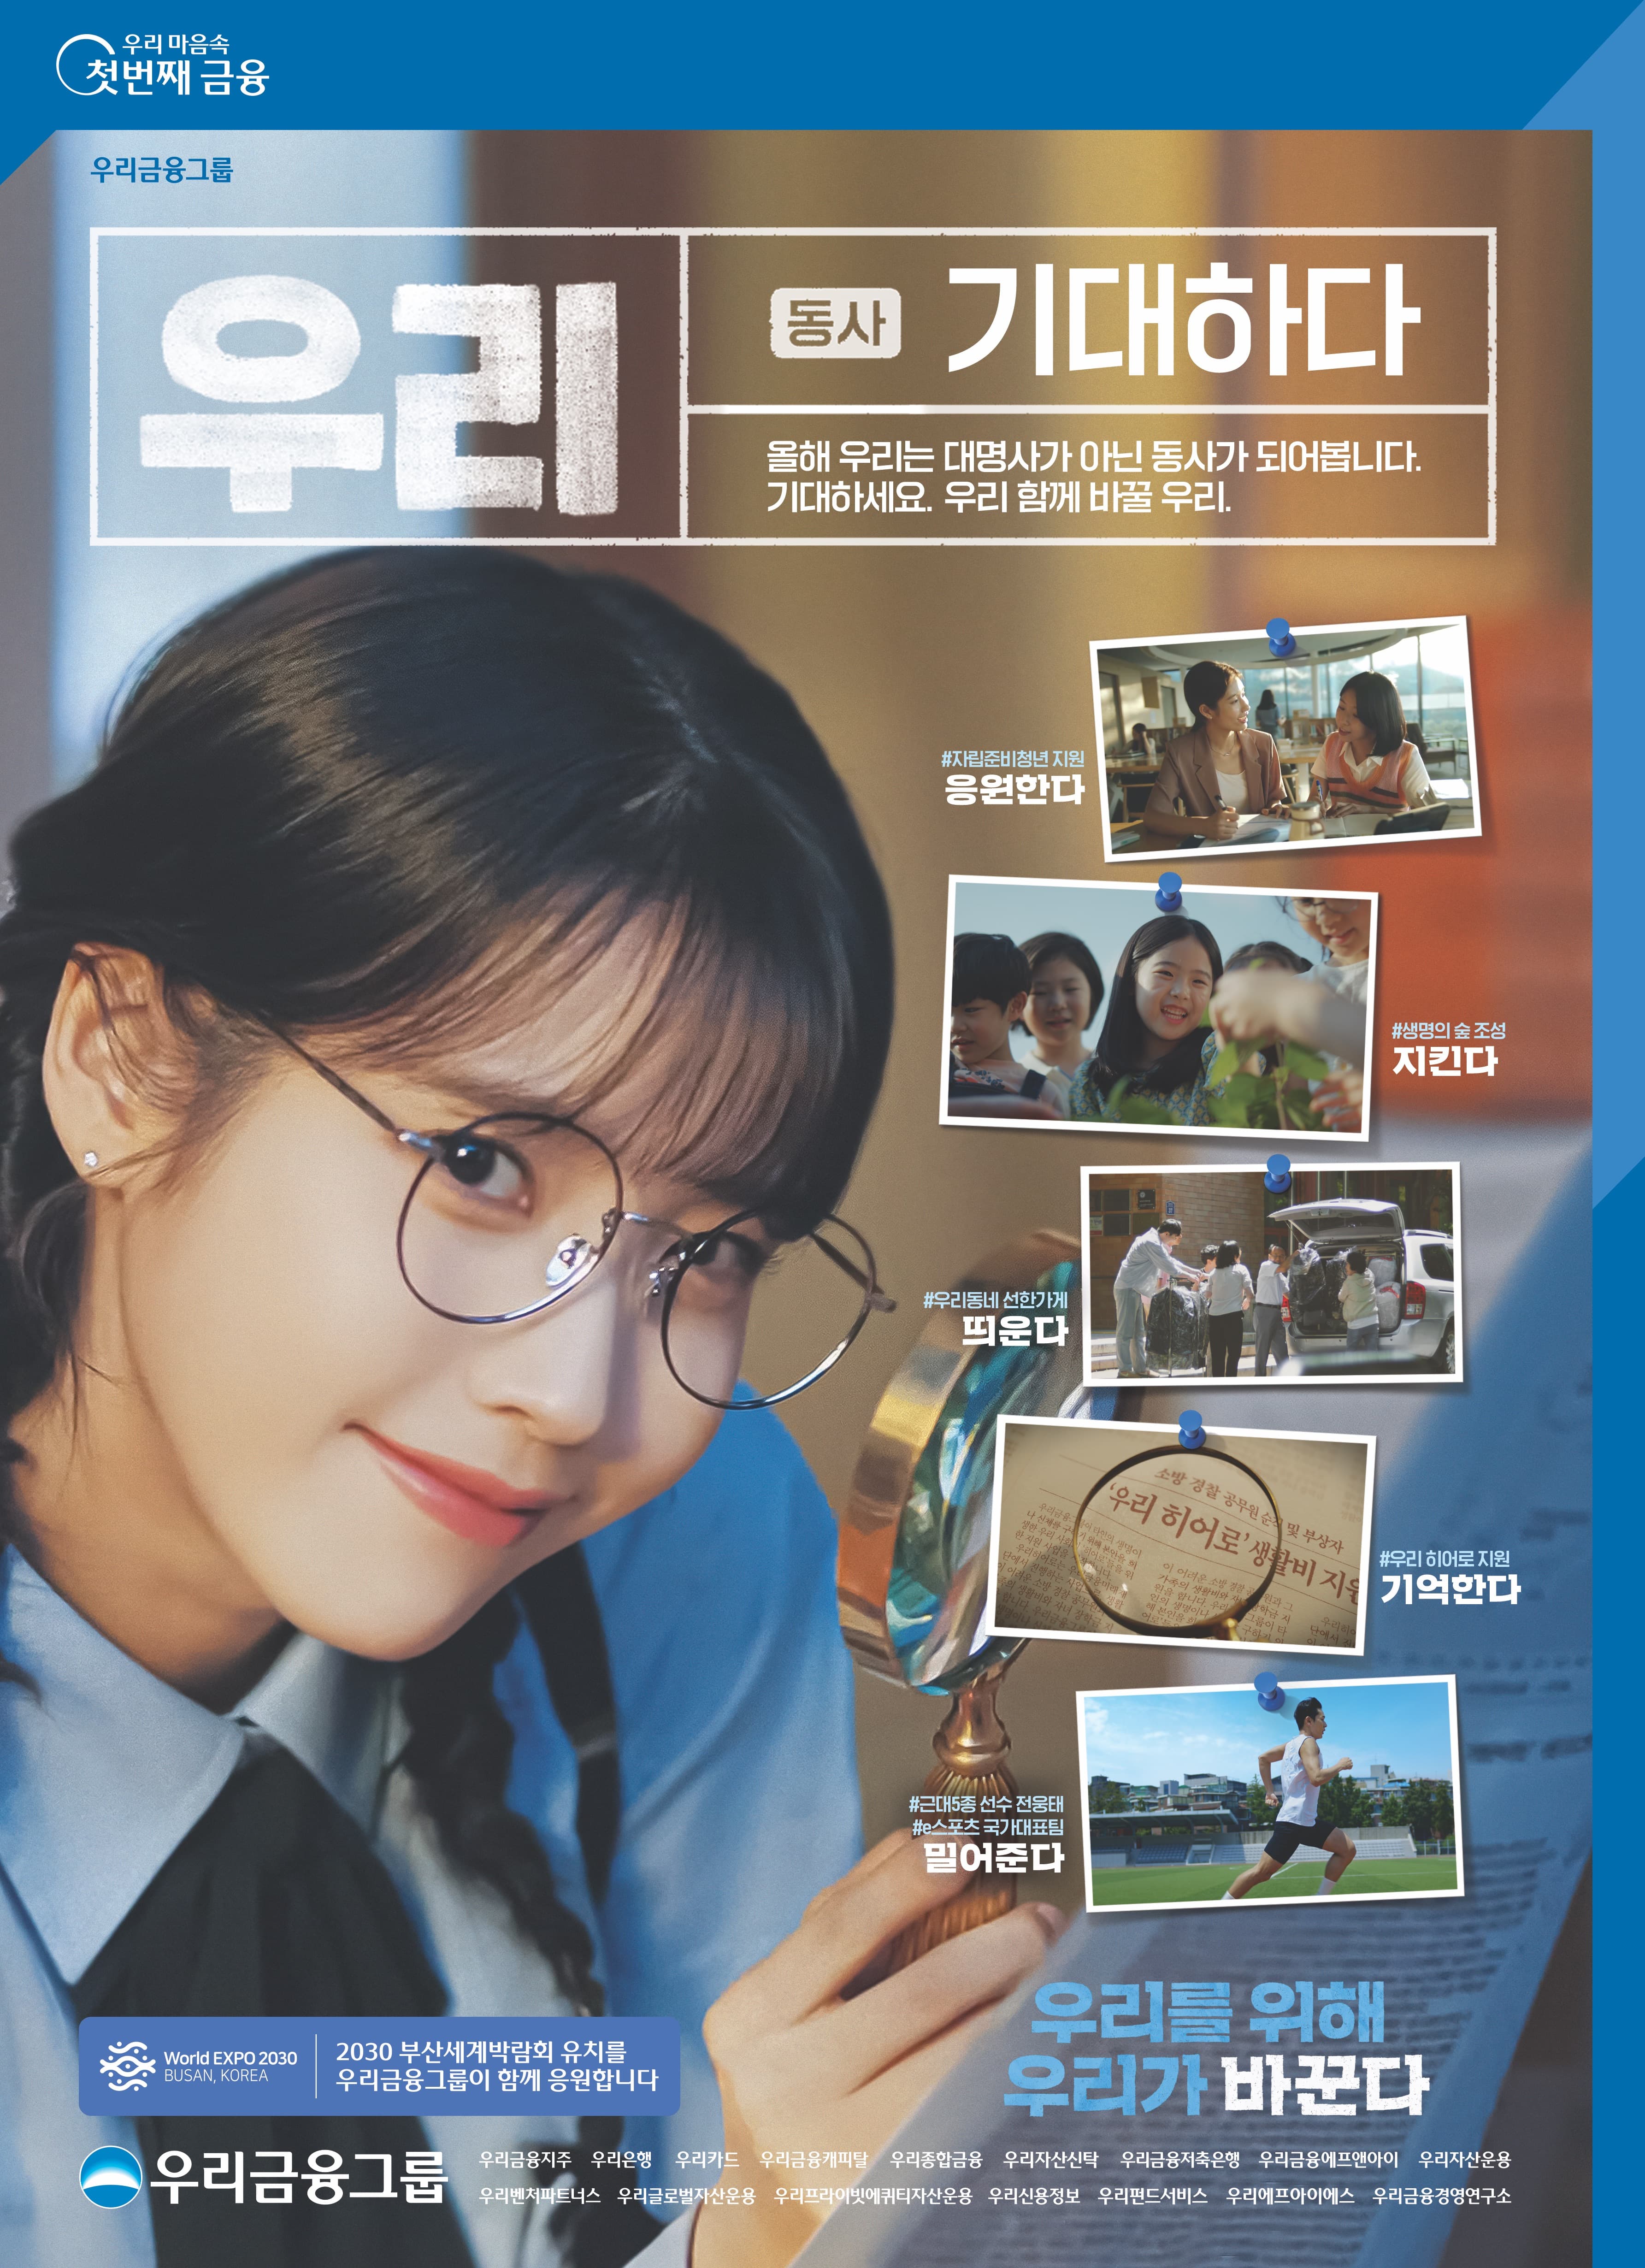 우리 마음속
첫번째 금융
우리금융그룹
우리
동사 기대하다
올해 우리는 대명사가 아닌 동사가 되어봅니다.
기대하세요. 우리 함께 바꿀 우리.
#자립준비청년 지원
응원한다
#생명의 숲 조성
지킨다
#우리동네 선한가게
띄운다
소방 경찰 공무원 순직 및 부상자
'우리 히어로' 생활비 지원
#우리 히어로 지원
기억한다
#근대5종 선수 전웅태
#e스포츠 국가대표팀
밀어준다
우리를 위해
우리가 바꾼다
World EXPO 2030
BUSAN, KOREA
2030 부산세계박람회 유치를
우리금융그룹이 함께 응원합니다
우리금융그룹
우리금융지주 우리은행 우리카드 우리금융캐피탈 우리종합금융 우리자산신탁 우리금융저축은행 우리금융에프앤아이 우리자산운용
우리벤처파트너스 우리글로벌자산운용 우리프라이빗에퀴티자산운용 우리신용정보 우리펀드서비스 우리에프아이에스 우리금융경영연구소